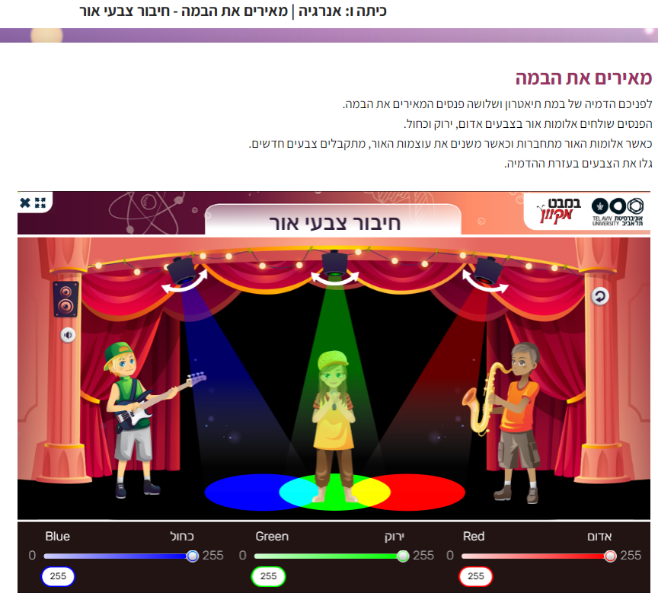 כיתה ו: אנרגיה | מאירים את הבמה - חיבור צבעי אור
מאירים את הבמה
לפניכם הדמיה של במת תיאטרון ושלושה פנסים המאירים את הבמה.
הפנסים שולחים אלומות אור בצבעים אדום, ירוק וכחול.
כאשר אלומות האור מתחברות וכאשר משנים את עוצמות האור, מתקבלים צבעים חדשים.
גלו את הצבעים בעזרת ההדמיה.
במבט מקוון
אוניברסיטת תל אביב
TEL AVIV UNIVERSITY
חיבור צבעי אור
Blue כחול
Green ירוק
Red אדום
0 255
0 255
0 255
255
255
255